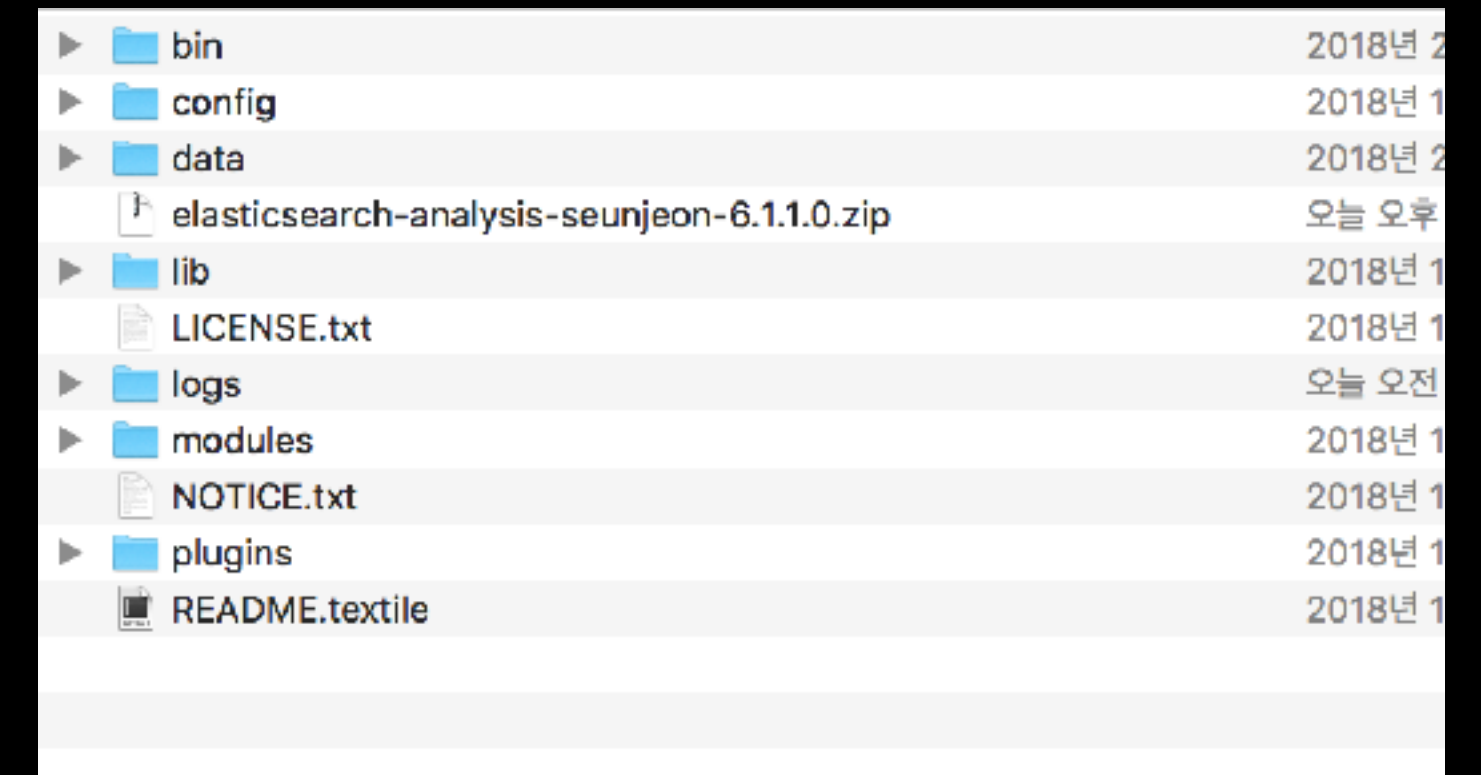 bin 2018년 2
config 2018년 1
data 2018년 2
elasticsearch-analysis-seunjeon-6.1.1.0.zip 오늘 오후
lib 2018년 1
LICENSE.txt 2018년 1
logs 오늘 오전
modules 2018년 1
NOTICE.txt 2018년 1
plugins 2018년 1
README.textile 2018년 1